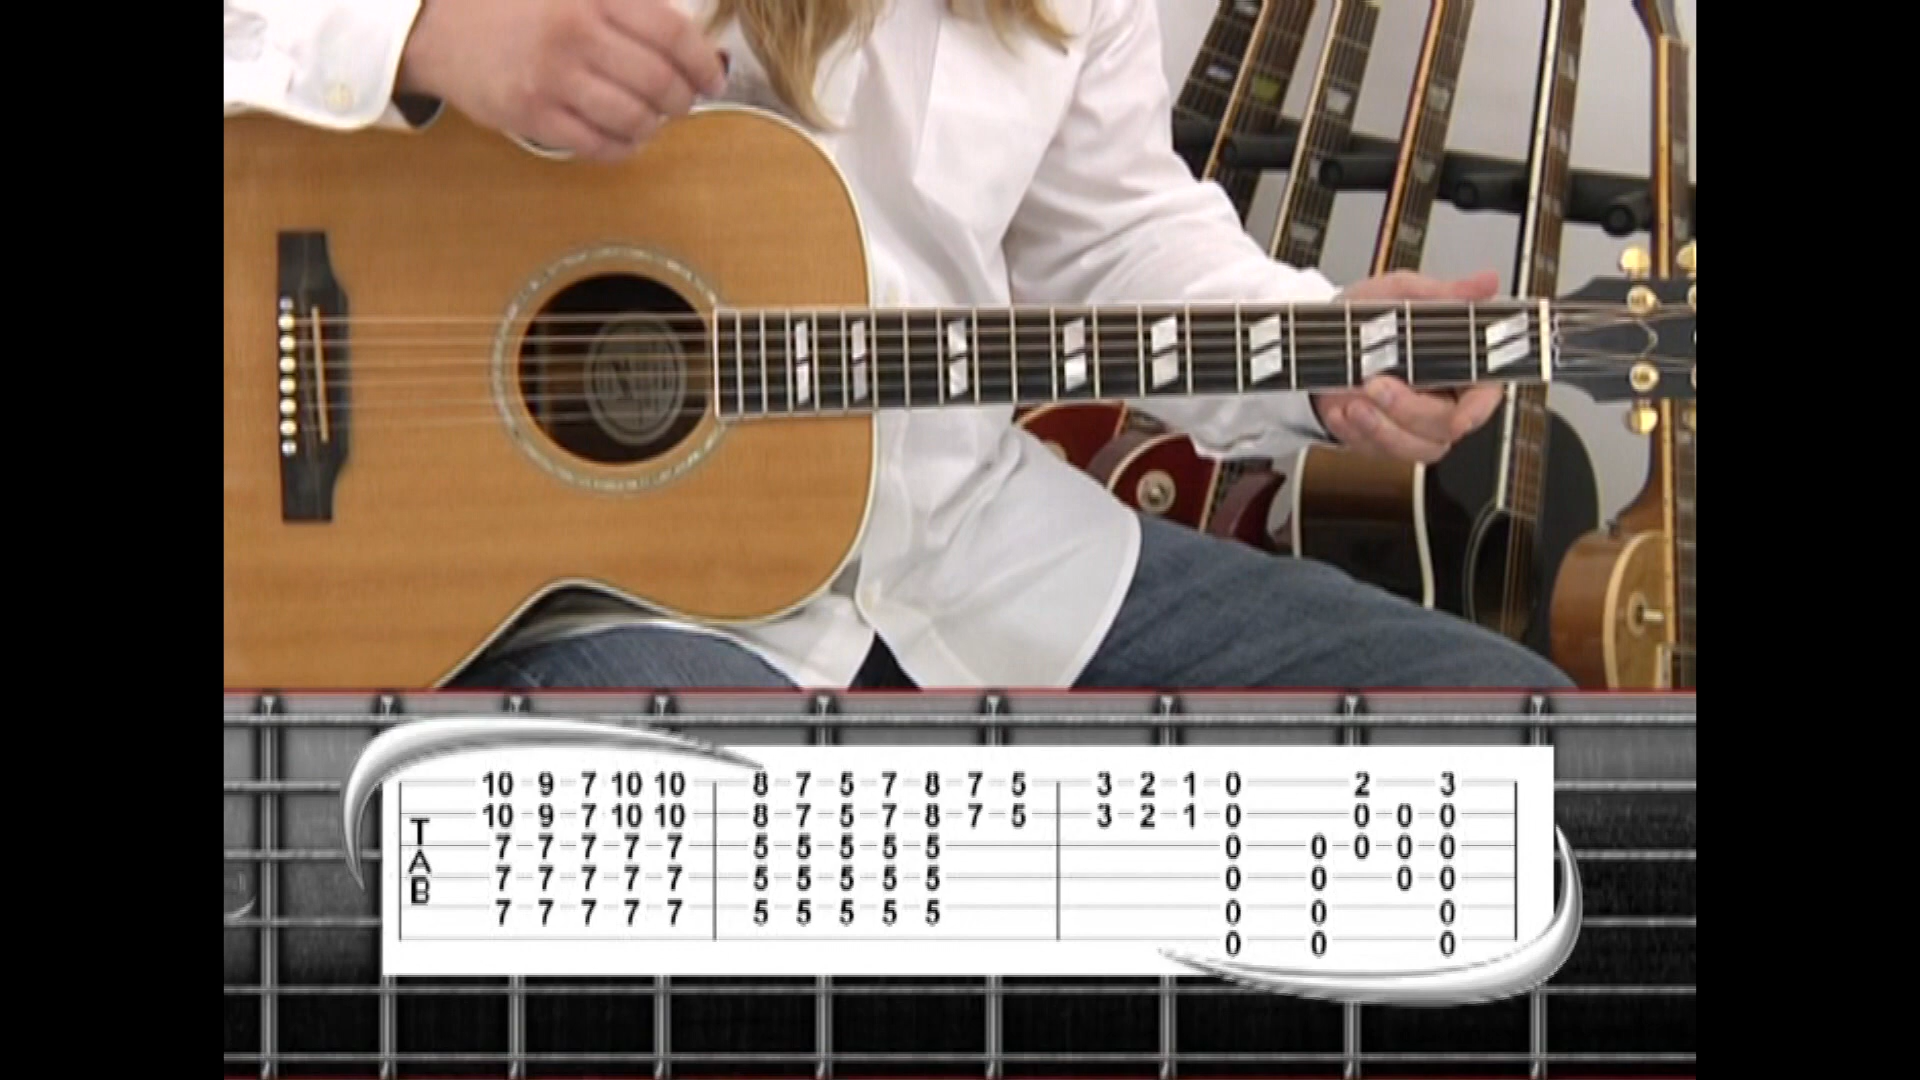 10 9 7 10 10 8 7 5 7 8 7 5 3 2 1 0 2 3
10 9 7 10 10 8 7 5 7 8 7 5 3 2 1 0 0 0 0
T 7 7 7 7 7 5 5 5 5 5 0 0 0 0 0
A 7 7 7 7 7 5 5 5 5 5 0 0 0 0
B 7 7 7 7 7 5 5 5 5 5 0 0 0
0 0 0